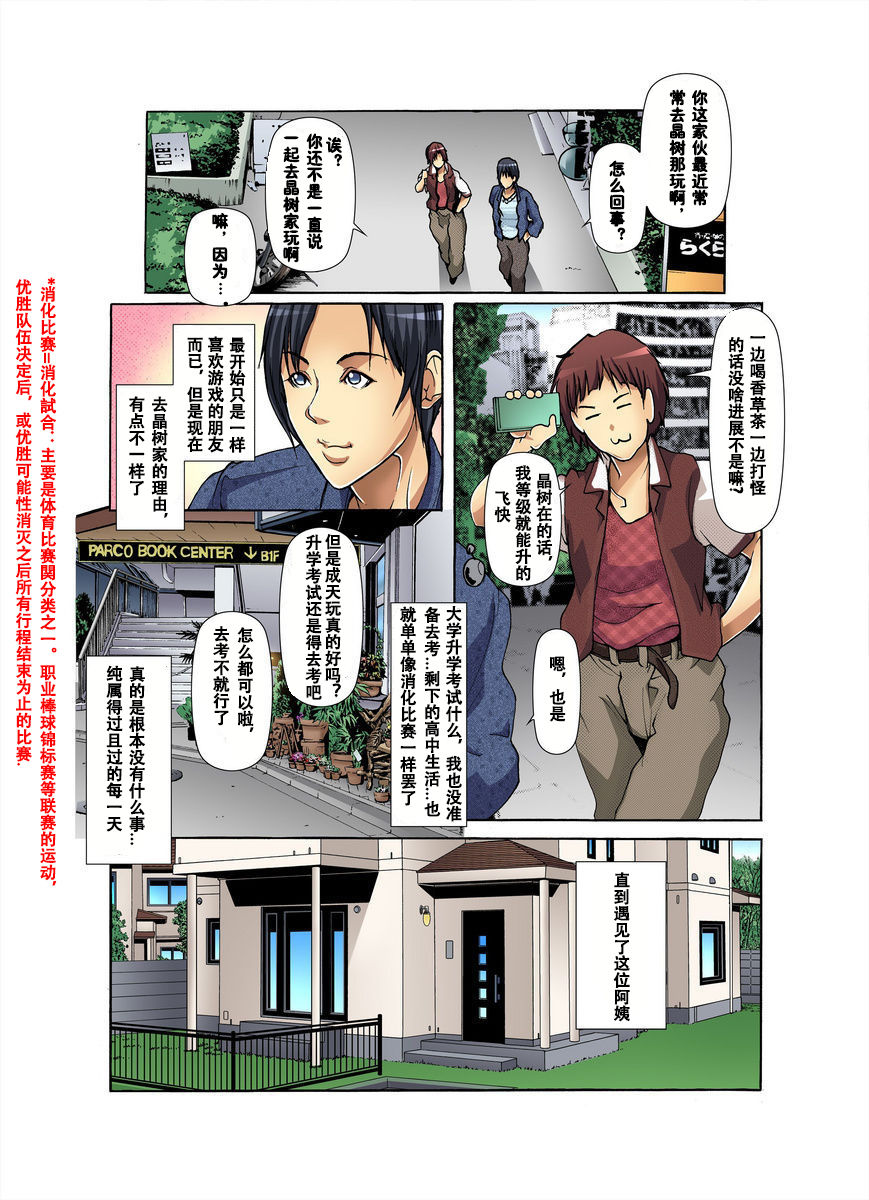 你这家伙最近常
常去晶树那玩啊，
怎么回事？
诶？
你还不是一直说
一起去晶树家玩啊
嘛，因为…
らくら
一边喝香草茶一边打怪
的话没啥进展不是嘛？
晶树在的话，
我等级就能升的
飞快
嗯，也是
最开始只是一样
喜欢游戏的朋友
而已，但是现在
去晶树家的理由，
有点不一样了
PARCO BOOK CENTER ↓ B1F
但是成天玩真的好吗？
升学考试还是得去考吧
怎么都可以啦，
去考不就行了
大学升学考试什么，我也没准
备去考…剩下的高中生活…也
就单单像消化比赛一样罢了
真的是根本没有什么事…
纯属得过且过的每一天
直到遇见了这位阿姨
*消化比赛=消化試合：主要是体育比赛関分类之一。职业棒球锦标赛等联赛的运动，
优胜队伍决定后，或优胜可能性消灭之后所有行程结束为止的比赛.